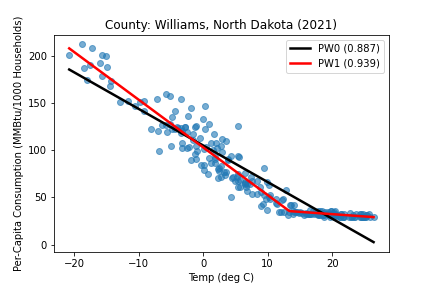 County: Williams, North Dakota (2021)
PW0 (0.887)
PW1 (0.939)
Per-Capita Consumption (MMBtu/1000 Households)
200
150
100
50
0
−20
−10
0
10
20
Temp (deg C)